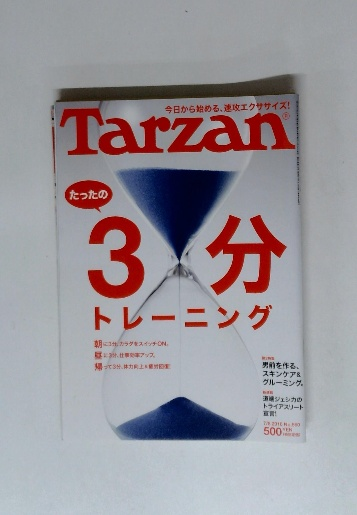 今日から始める、速攻エクササイズ!
Tarzan
たったの
3分
トレーニング
朝に3分、カラダをスイッチON。
昼に3分、仕事効率アップ。
帰って3分、体力向上&疲労回復!
男前を作る、
スキンケア&
グルーミング。
道端ジェシカの
トライアスリート
宣言!
500YEN